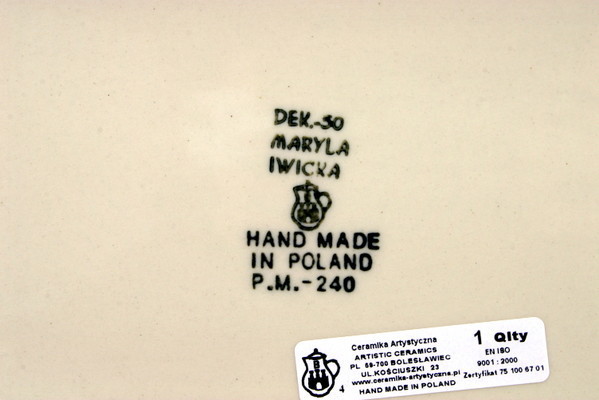 DEK.-50
MARYLA
IWICKA
HAND MADE
IN POLAND
P.M.-240
B
4
Ceramika Artystyczna
ARTISTIC CERAMICS
PL 59-700 BOLESŁAWIEC
UL.KOŚCIUSZKI 23
www.ceramika-artystyczna.pl
HAND MADE IN POLAND
1 Qlty
EN ISO
9001 : 2000
Zertyfikat 75 100 67 01